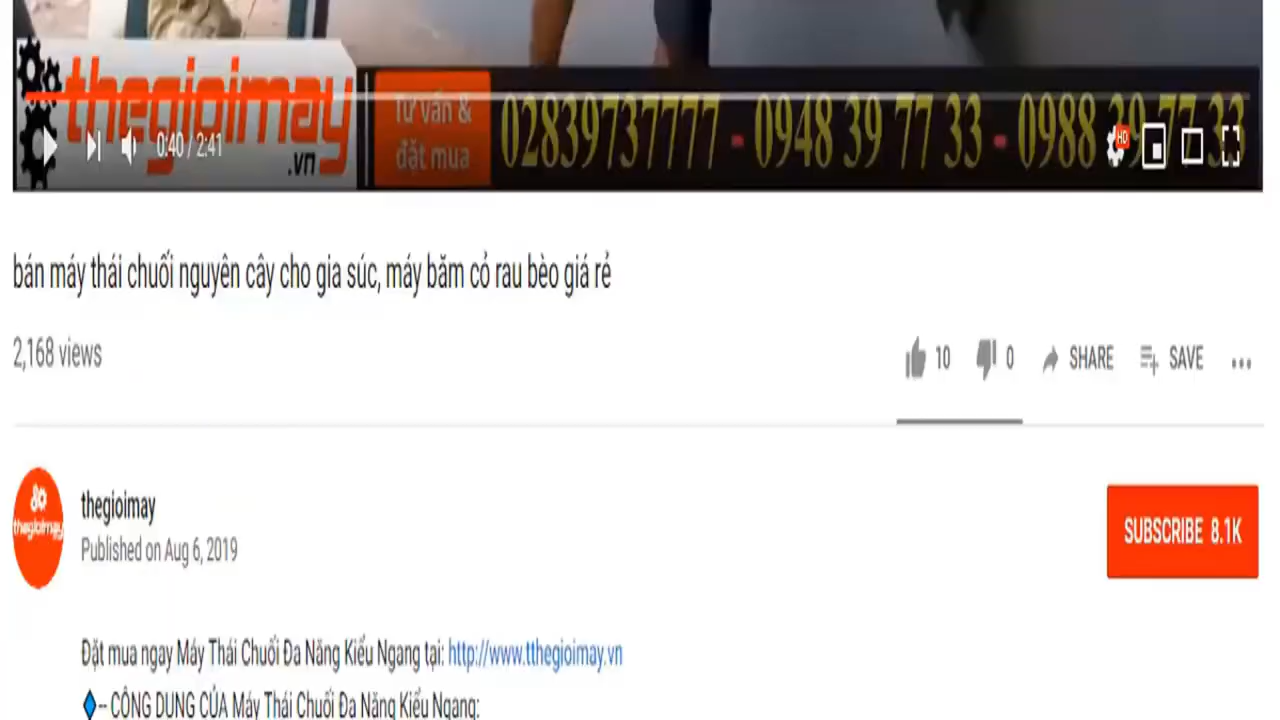 thegioimay
.vn
Tư vấn &
đặt mua
02839737777 - 0948 39 77 33 - 0988 39 77 33
HD
0:40 / 2:41
bán máy thái chuối nguyên cây cho gia súc, máy băm cỏ rau bèo giá rẻ
2,168 views
10
0
SHARE
SAVE
thegioimay
thegioimay
Published on Aug 6, 2019
SUBSCRIBE 8.1K
Đặt mua ngay Máy Thái Chuối Đa Năng Kiểu Ngang tại: http://www.tthegioimay.vn
-- CÔNG DỤNG CỦA Máy Thái Chuối Đa Năng Kiểu Ngang: